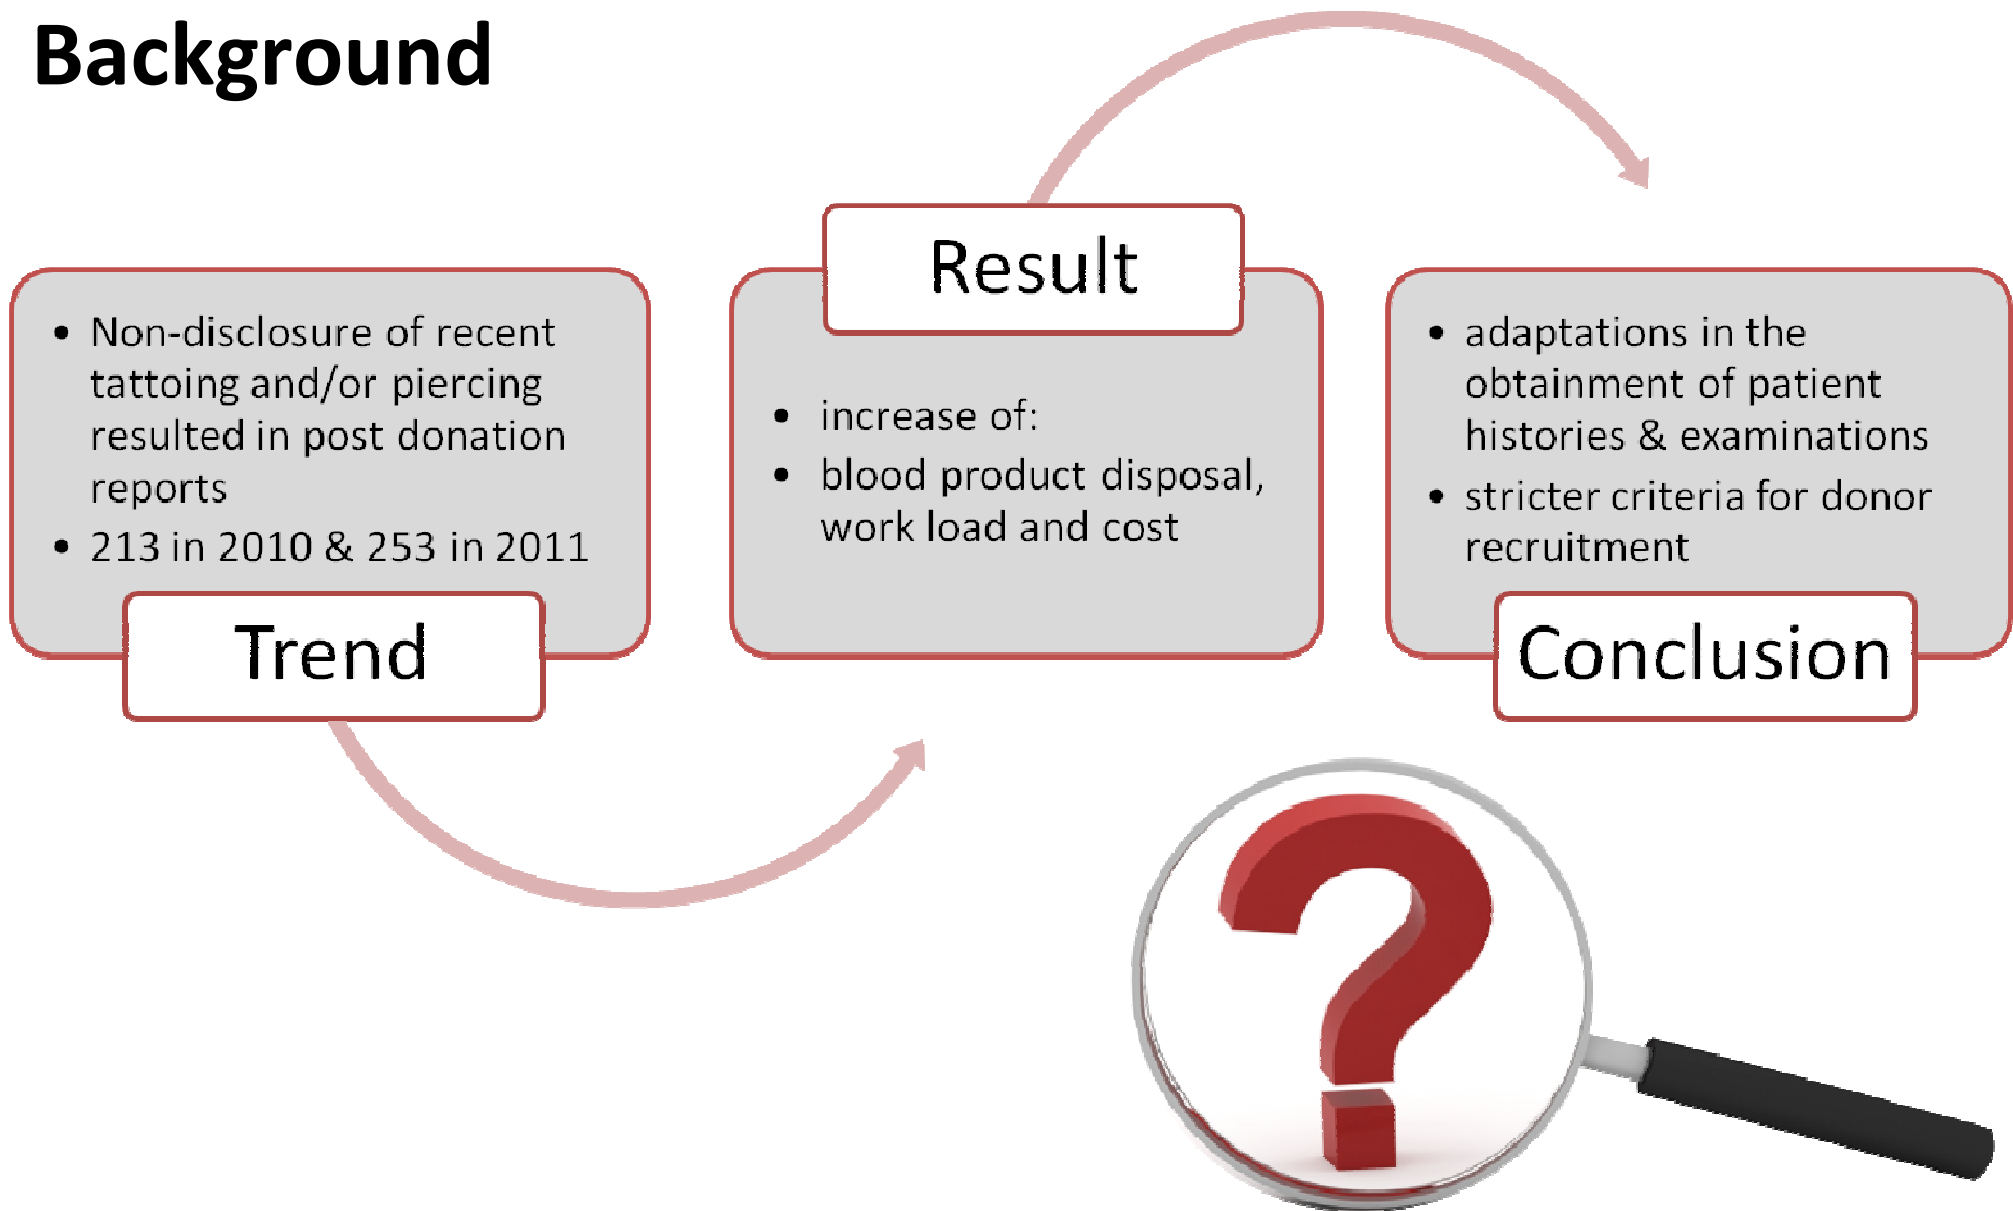 Background
• Non-disclosure of recent
tattoing and/or piercing
resulted in post donation
reports
• 213 in 2010 & 253 in 2011
Trend
Result
• increase of:
• blood product disposal,
work load and cost
• adaptations in the
obtainment of patient
histories & examinations
• stricter criteria for donor
recruitment
Conclusion
?